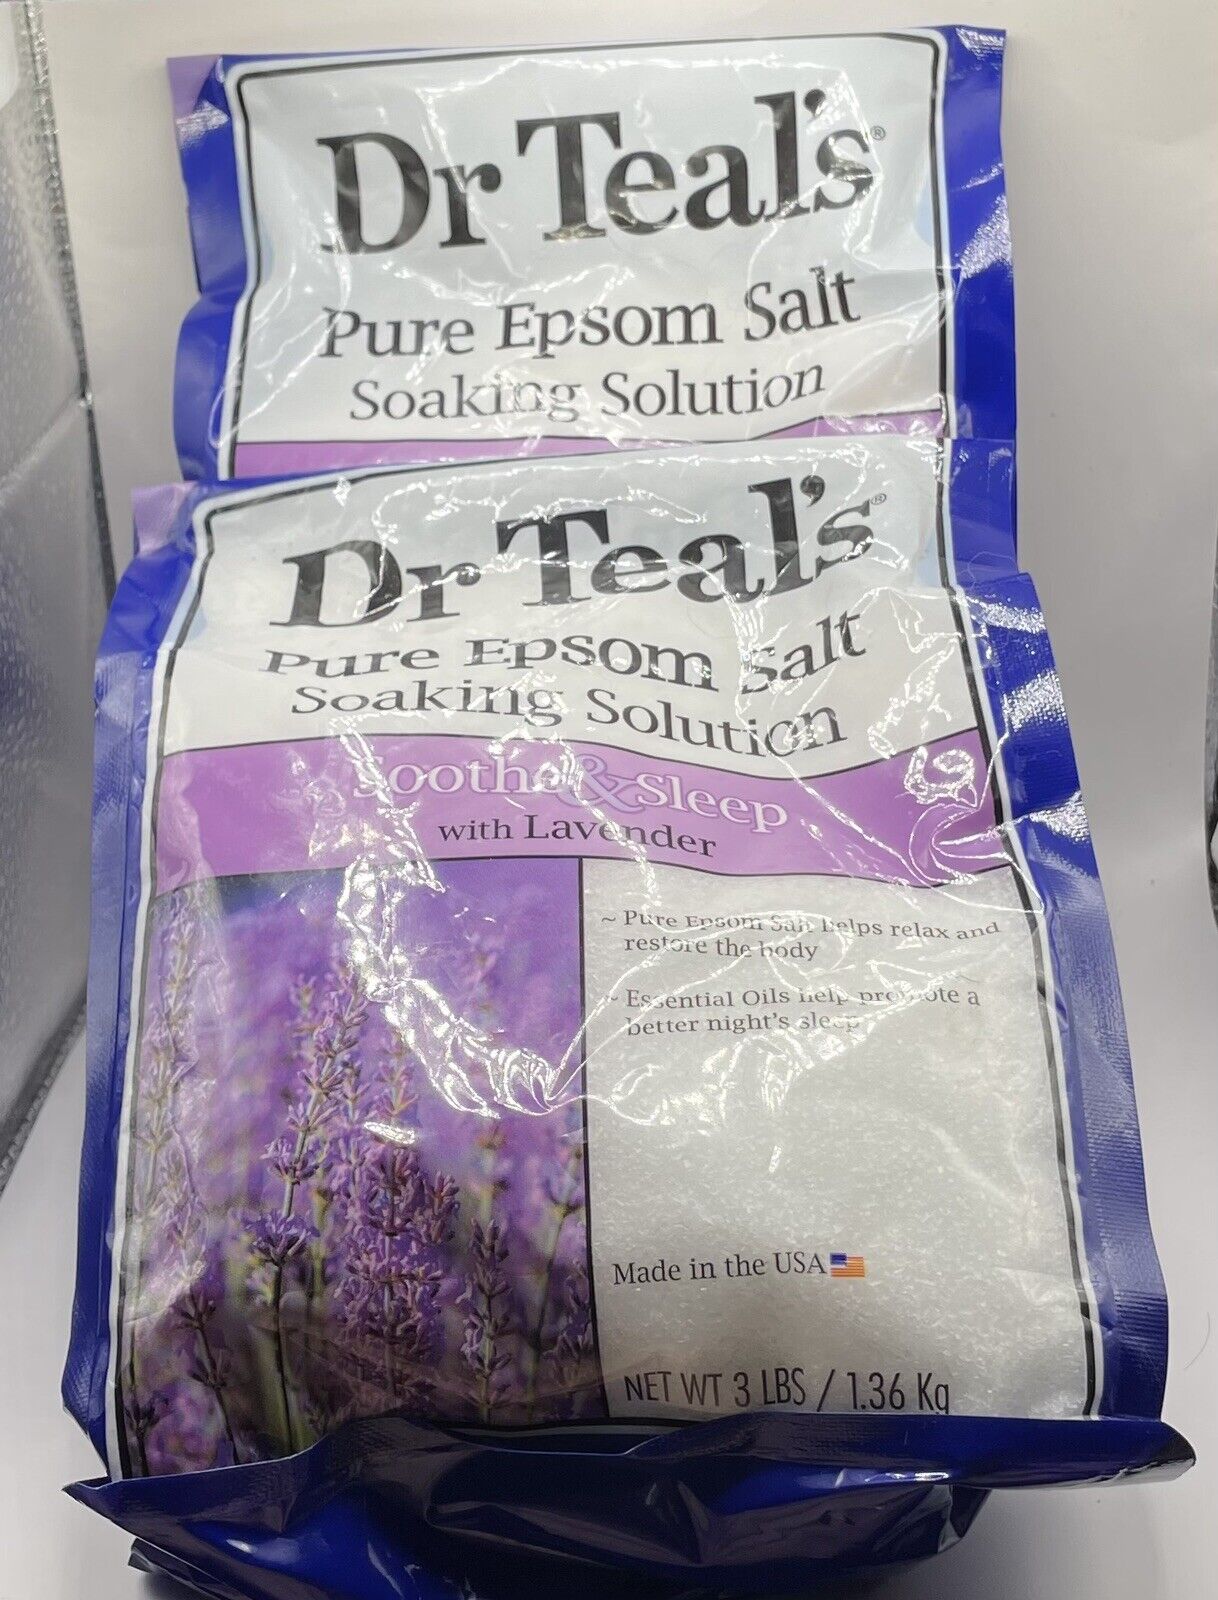 Dr Teal's®
Pure Epsom Salt
Soaking Solution
Dr Teal's®
Pure Epsom Salt
Soaking Solution
Soothe & Sleep
with Lavender
~ Pure Epsom Salt helps relax and
restore the body
~ Essential Oils help promote a
better night's sleep
Made in the USA
NET WT 3 LBS / 1.36 Kg